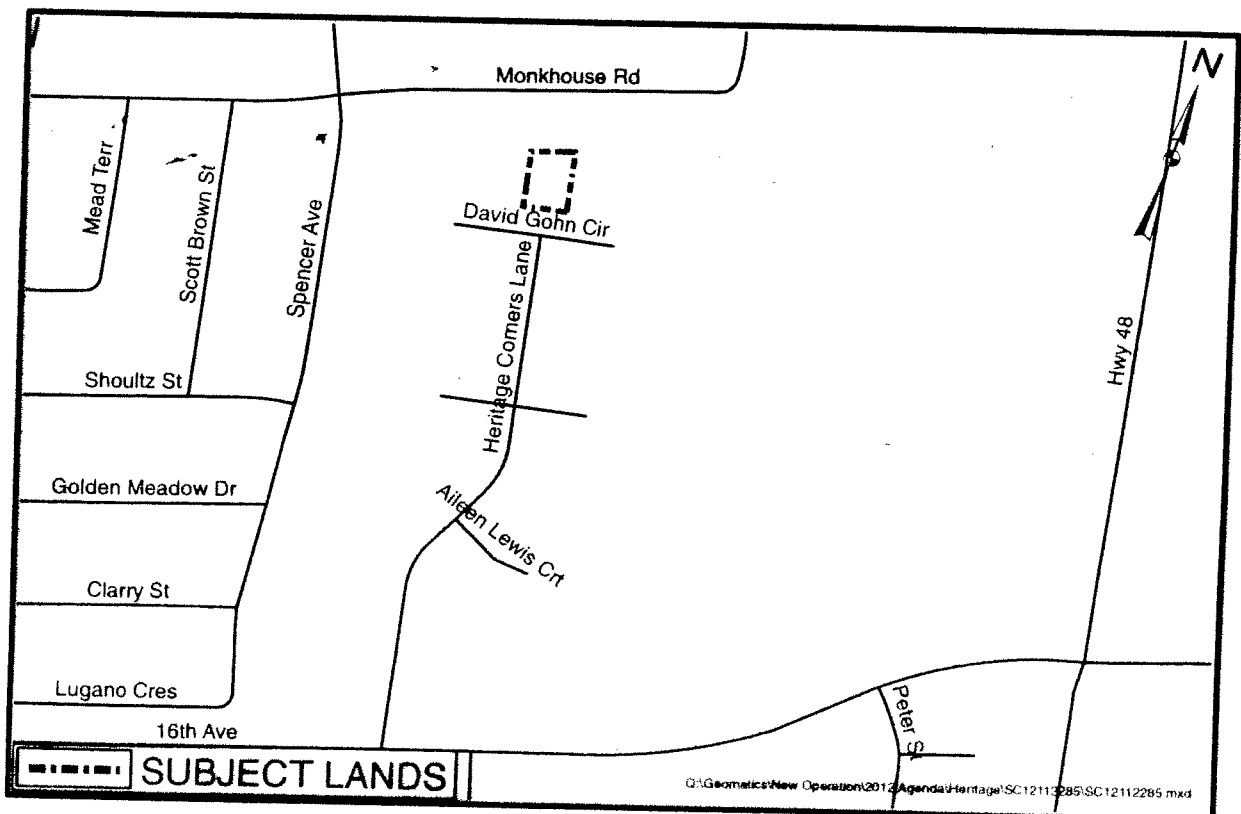 Monkhouse Rd
N
Mead Terr
Scott Brown St
Spencer Ave
David Gohn Cir
Heritage Corners Lane
Hwy 48
Shoultz St
Golden Meadow Dr
Aileen Lewis Crt
Clarry St
Lugano Cres
Peter St
16th Ave
SUBJECT LANDS
Q:\Geomatics\New Operation\2012 Agenda\Heritage\SC12112285\SC12112285.mxd